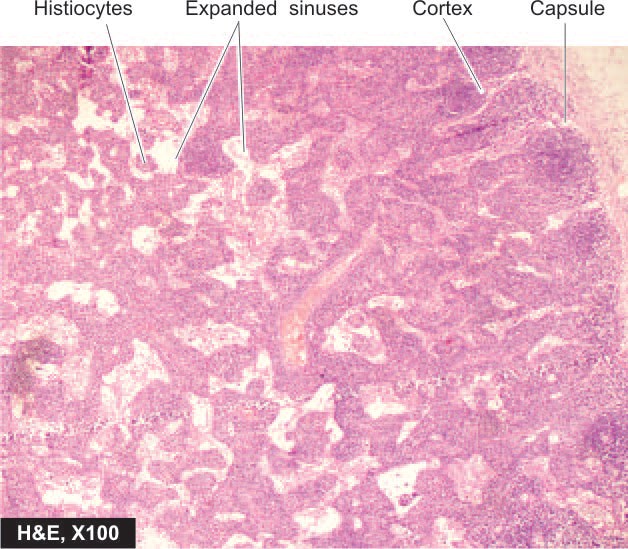 Histiocytes Expanded sinuses Cortex Capsule
H&E, X100